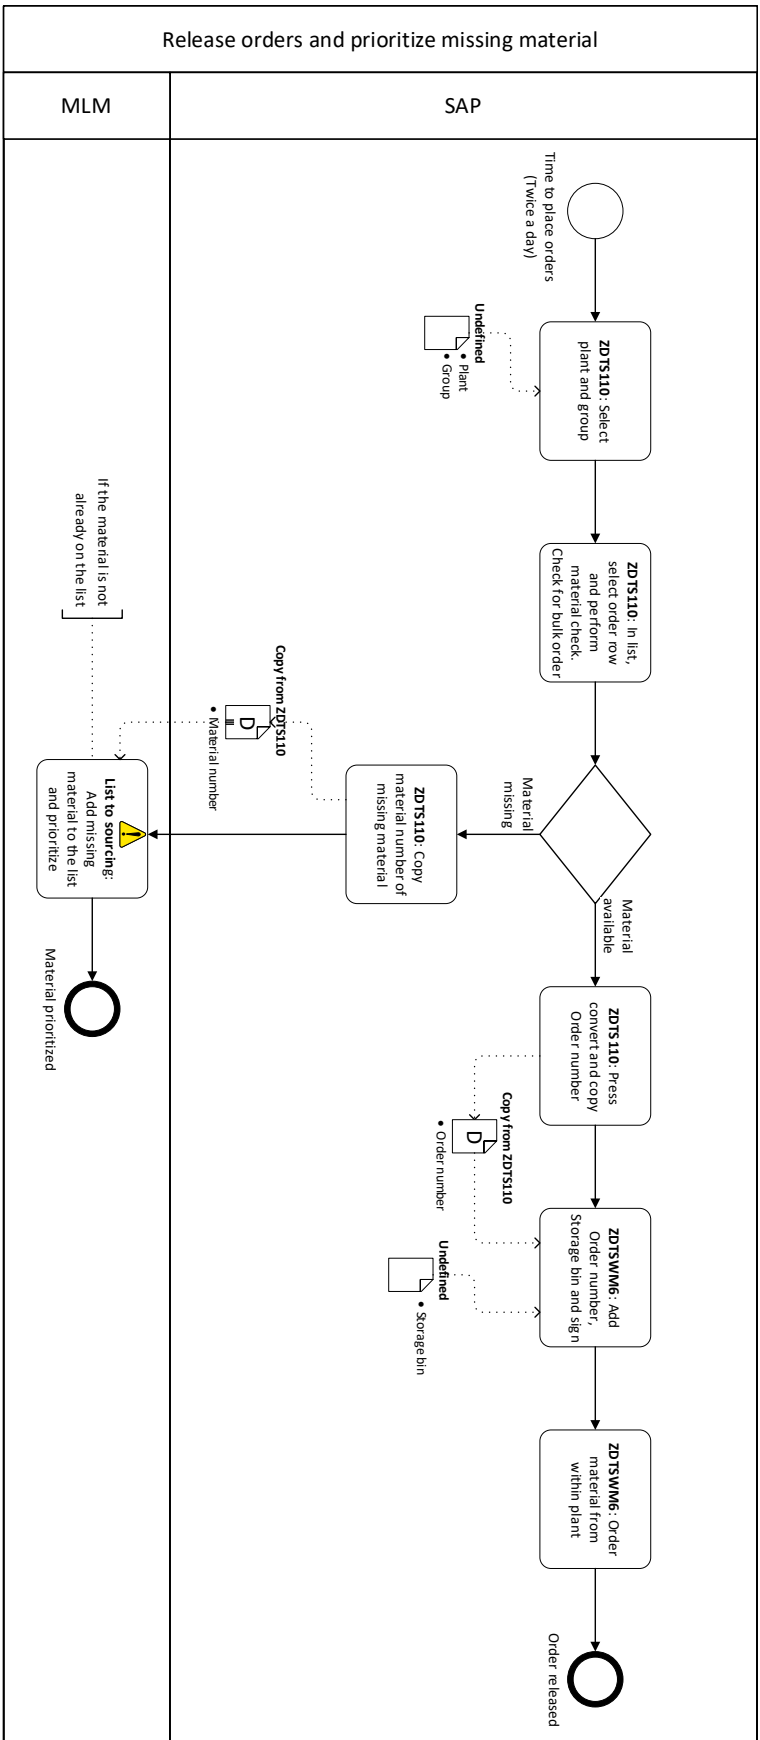 Release orders and prioritize missing material
MLM
SAP
Time to place orders
(Twice a day)
ZDTS110: Select
plant and group
Undefined
• Plant
• Group
ZDTS110: In list,
select order row
and perform
material check.
Check for bulk order
Material
missing
Material
available
ZDTS110: Copy
material number of
missing material
Copy from ZDTS110
D
• Material number
If the material is not
already on the list
List to sourcing:
Add missing
material to the list
and prioritize
Material prioritized
ZDTS110: Press
convert and copy
Order number
Copy from ZDTS110
D
• Order number
ZDTSWM6: Add
Order number,
Storage bin and sign
Undefined
• Storage bin
ZDTSWM6: Order
material from
within plant
Order released